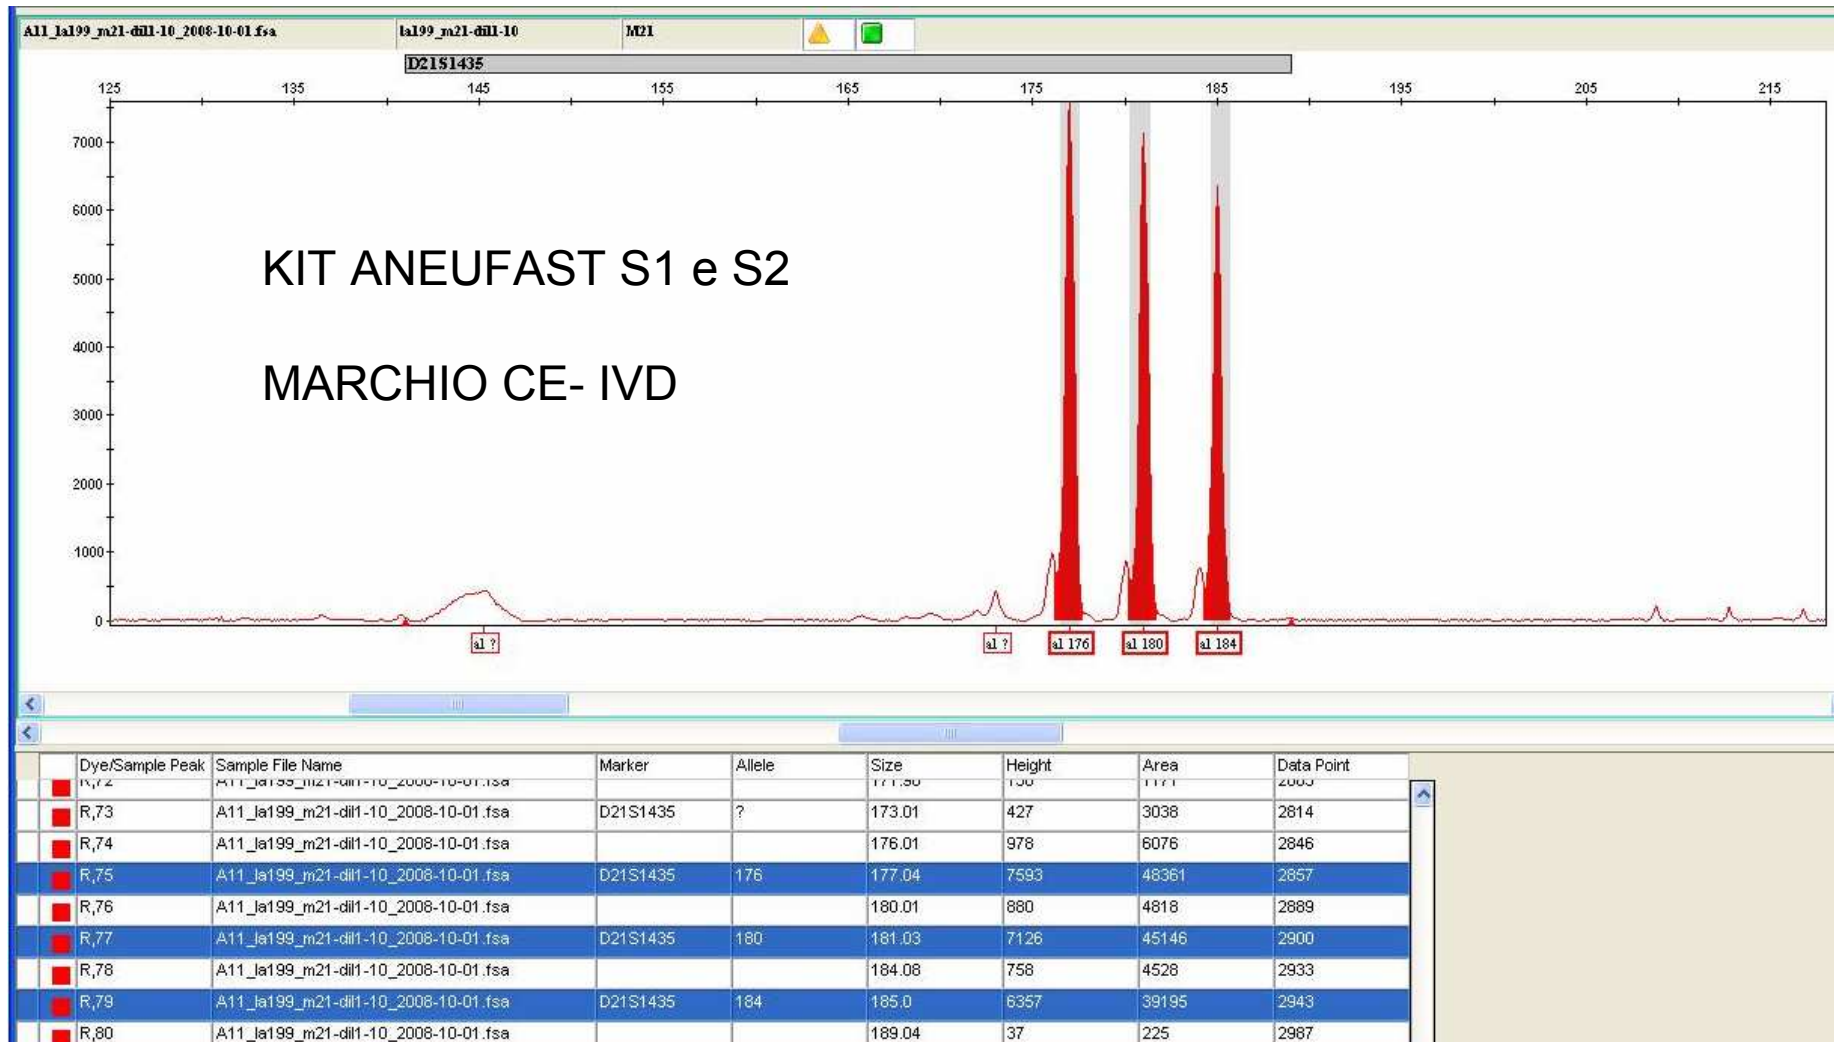 A11_la199_m21-dil1-10_2008-10-01.fsa la199_m21-dil1-10 M21
D21S1435
125 135 145 155 165 175 185 195 205 215
7000
6000
5000
4000
3000
2000
1000
0
KIT ANEUFAST S1 e S2
MARCHIO CE- IVD
al ? al ? al 176 al 180 al 184
Dye/Sample Peak Sample File Name Marker Allele Size Height Area Data Point
R,72 A11_la199_m21-dil1-10_2008-10-01.fsa
R,73 A11_la199_m21-dil1-10_2008-10-01.fsa D21S1435 ? 173.01 427 3038 2814
R,74 A11_la199_m21-dil1-10_2008-10-01.fsa 176.01 978 6076 2846
R,75 A11_la199_m21-dil1-10_2008-10-01.fsa D21S1435 176 177.04 7593 48361 2857
R,76 A11_la199_m21-dil1-10_2008-10-01.fsa 180.01 880 4818 2889
R,77 A11_la199_m21-dil1-10_2008-10-01.fsa D21S1435 180 181.03 7126 45146 2900
R,78 A11_la199_m21-dil1-10_2008-10-01.fsa 184.08 758 4528 2933
R,79 A11_la199_m21-dil1-10_2008-10-01.fsa D21S1435 184 185.0 6357 39195 2943
R,80 A11_la199_m21-dil1-10_2008-10-01.fsa 189.04 37 225 2987